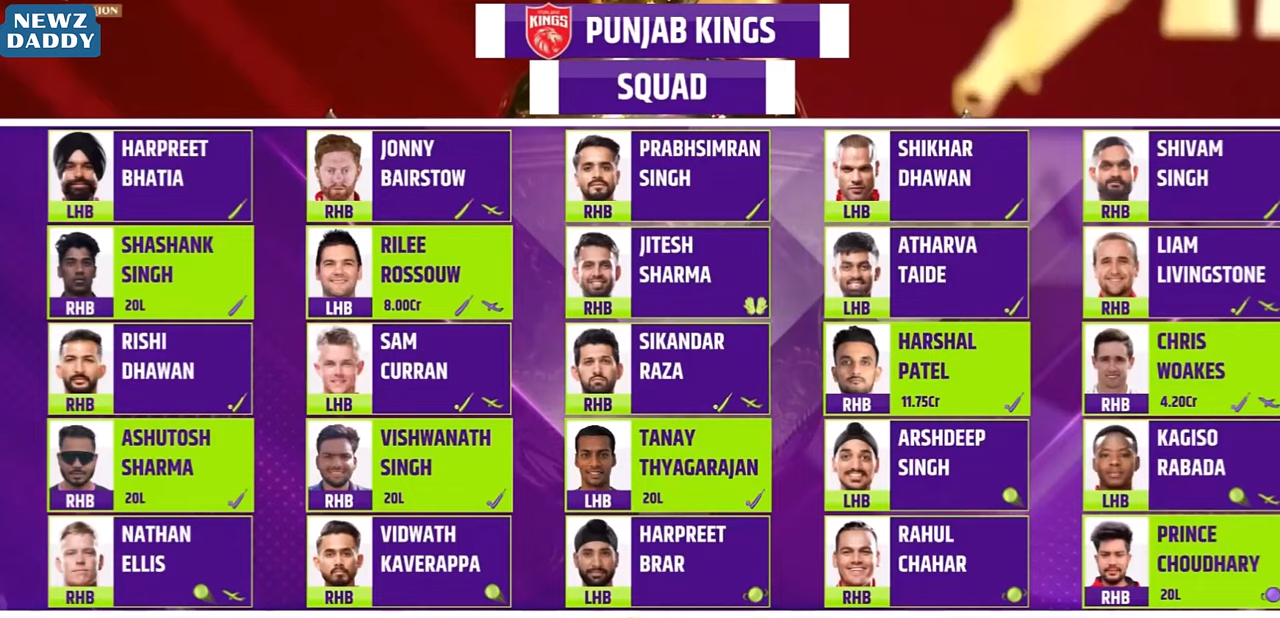 NEWZ
DADDY
ION
KINGS
PUNJAB KINGS
SQUAD
HARPREET
BHATIA
LHB
JONNY
BAIRSTOW
RHB
PRABHSIMRAN
SINGH
RHB
SHIKHAR
DHAWAN
LHB
SHIVAM
SINGH
RHB
SHASHANK
SINGH
RHB 20L
RILEE
ROSSOUW
LHB 8.00Cr
JITESH
SHARMA
RHB
ATHARVA
TAIDE
LHB
LIAM
LIVINGSTONE
RHB
RISHI
DHAWAN
RHB
SAM
CURRAN
LHB
SIKANDAR
RAZA
RHB
HARSHAL
PATEL
RHB 11.75Cr
CHRIS
WOAKES
RHB 4.20Cr
ASHUTOSH
SHARMA
RHB 20L
VISHWANATH
SINGH
RHB 20L
TANAY
THYAGARAJAN
LHB 20L
ARSHDEEP
SINGH
LHB
KAGISO
RABADA
LHB
NATHAN
ELLIS
RHB
VIDWATH
KAVERAPPA
RHB
HARPREET
BRAR
LHB
RAHUL
CHAHAR
RHB
PRINCE
CHOUDHARY
RHB 20L